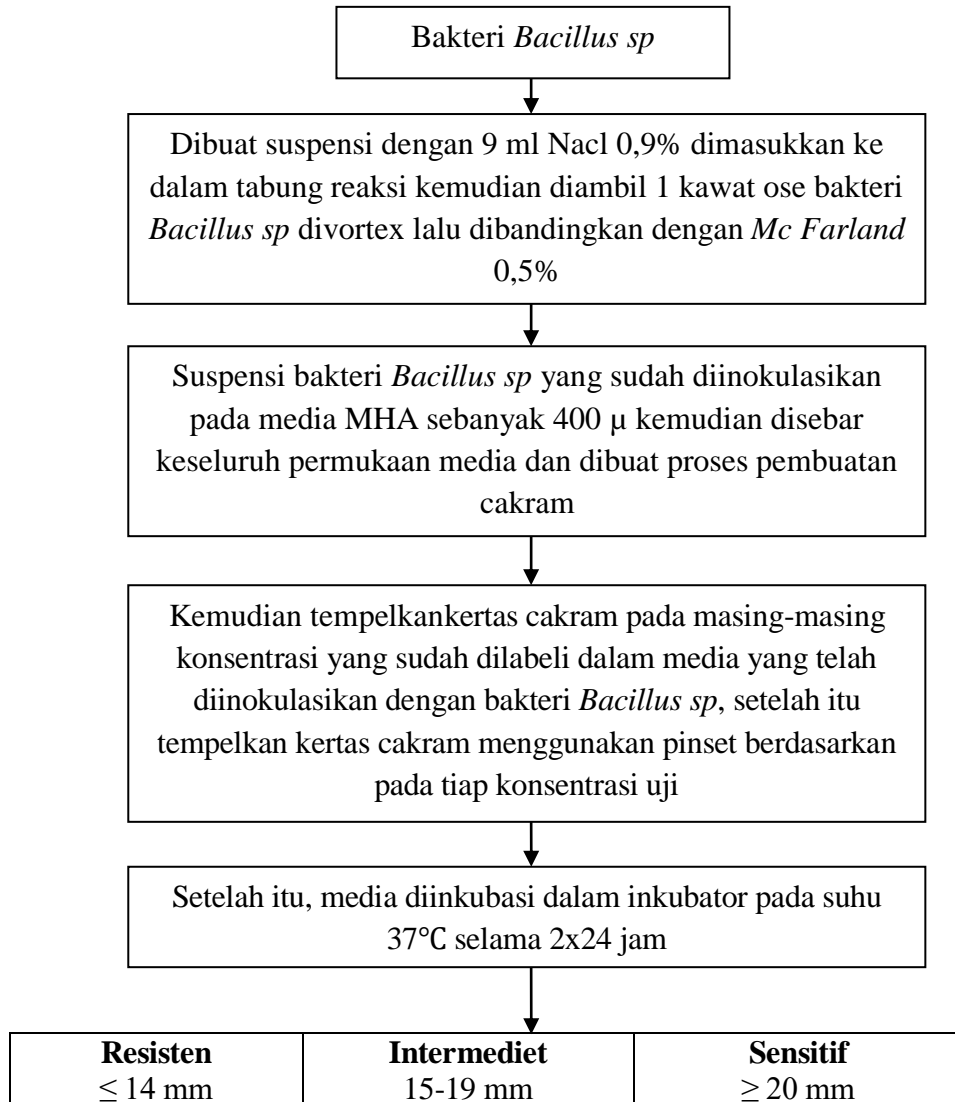 Bakteri Bacillus sp
Dibuat suspensi dengan 9 ml Nacl 0,9% dimasukkan ke
dalam tabung reaksi kemudian diambil 1 kawat ose bakteri
Bacillus sp divortex lalu dibandingkan dengan Mc Farland
0,5%
Suspensi bakteri Bacillus sp yang sudah diinokulasikan
pada media MHA sebanyak 400 μ kemudian disebar
keseluruh permukaan media dan dibuat proses pembuatan
cakram
Kemudian tempelkankertas cakram pada masing-masing
konsentrasi yang sudah dilabeli dalam media yang telah
diinokulasikan dengan bakteri Bacillus sp, setelah itu
tempelkan kertas cakram menggunakan pinset berdasarkan
pada tiap konsentrasi uji
Setelah itu, media diinkubasi dalam inkubator pada suhu
37℃ selama 2x24 jam
Resisten Intermediet Sensitif
≤ 14 mm 15-19 mm ≥ 20 mm